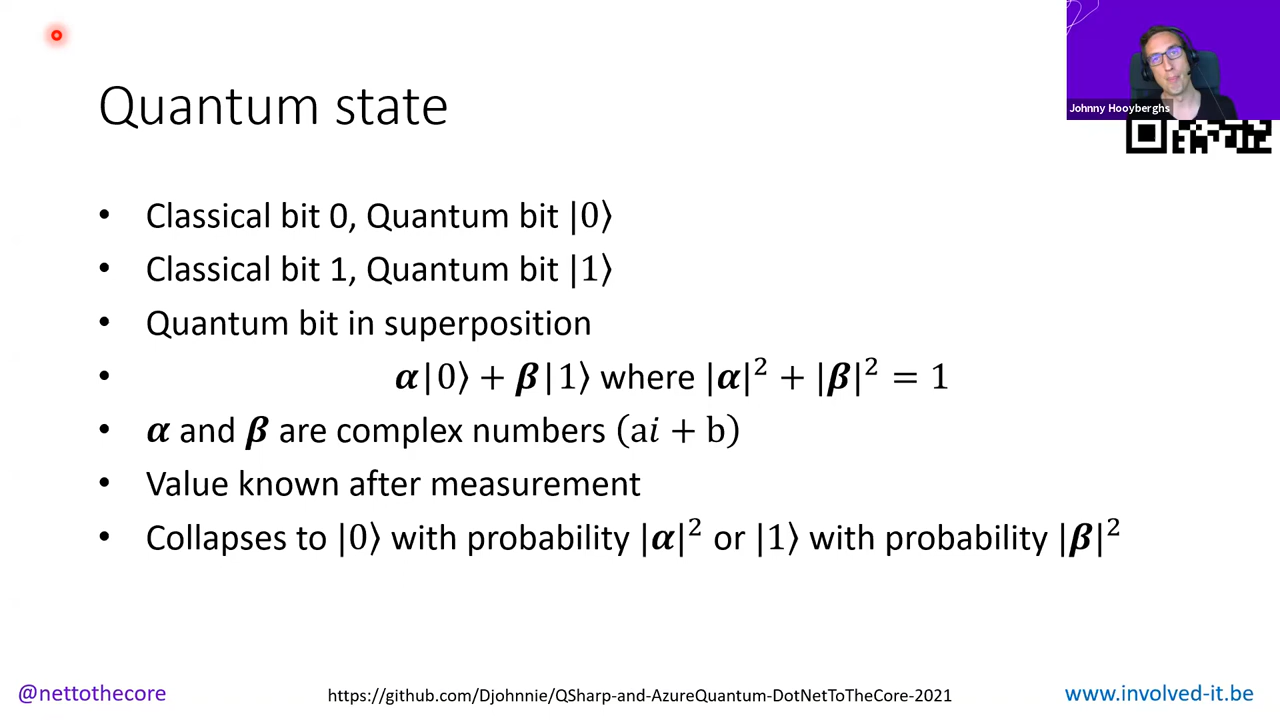 Johnny Hooyberghs
Quantum state
• Classical bit 0, Quantum bit |0⟩
• Classical bit 1, Quantum bit |1⟩
• Quantum bit in superposition
• 𝜶|0⟩ + 𝜷|1⟩ where |𝜶|² + |𝜷|² = 1
• 𝜶 and 𝜷 are complex numbers (a𝑖 + b)
• Value known after measurement
• Collapses to |0⟩ with probability |𝜶|² or |1⟩ with probability |𝜷|²
@nettothecore
https://github.com/Djohnnie/QSharp-and-AzureQuantum-DotNetToTheCore-2021
www.involved-it.be